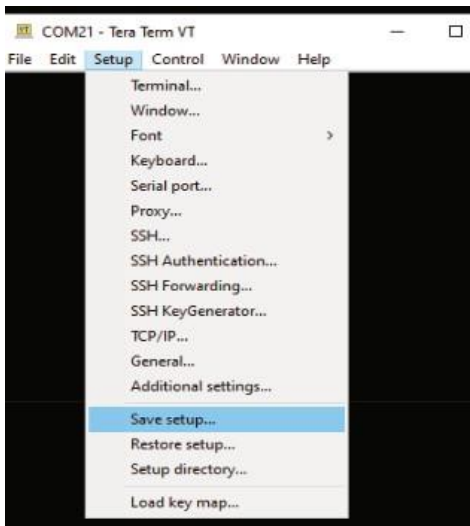 COM21 - Tera Term VT
File Edit Setup Control Window Help
Terminal...
Window...
Font
Keyboard...
Serial port...
Proxy...
SSH...
SSH Authentication...
SSH Forwarding...
SSH KeyGenerator...
TCP/IP...
General...
Additional settings...
Save setup...
Restore setup...
Setup directory...
Load key map...